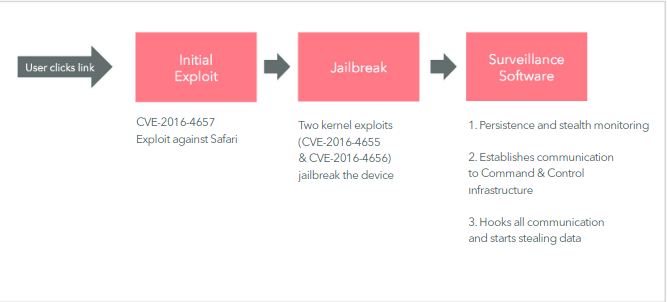 User clicks link
Initial
Exploit
CVE-2016-4657
Exploit against Safari
Jailbreak
Two kernel exploits
(CVE-2016-4655
& CVE-2016-4656)
jailbreak the device
Surveillance
Software
1. Persistence and stealth monitoring
2. Establishes communication
to Command & Control
infrastructure
3. Hooks all communication
and starts stealing data